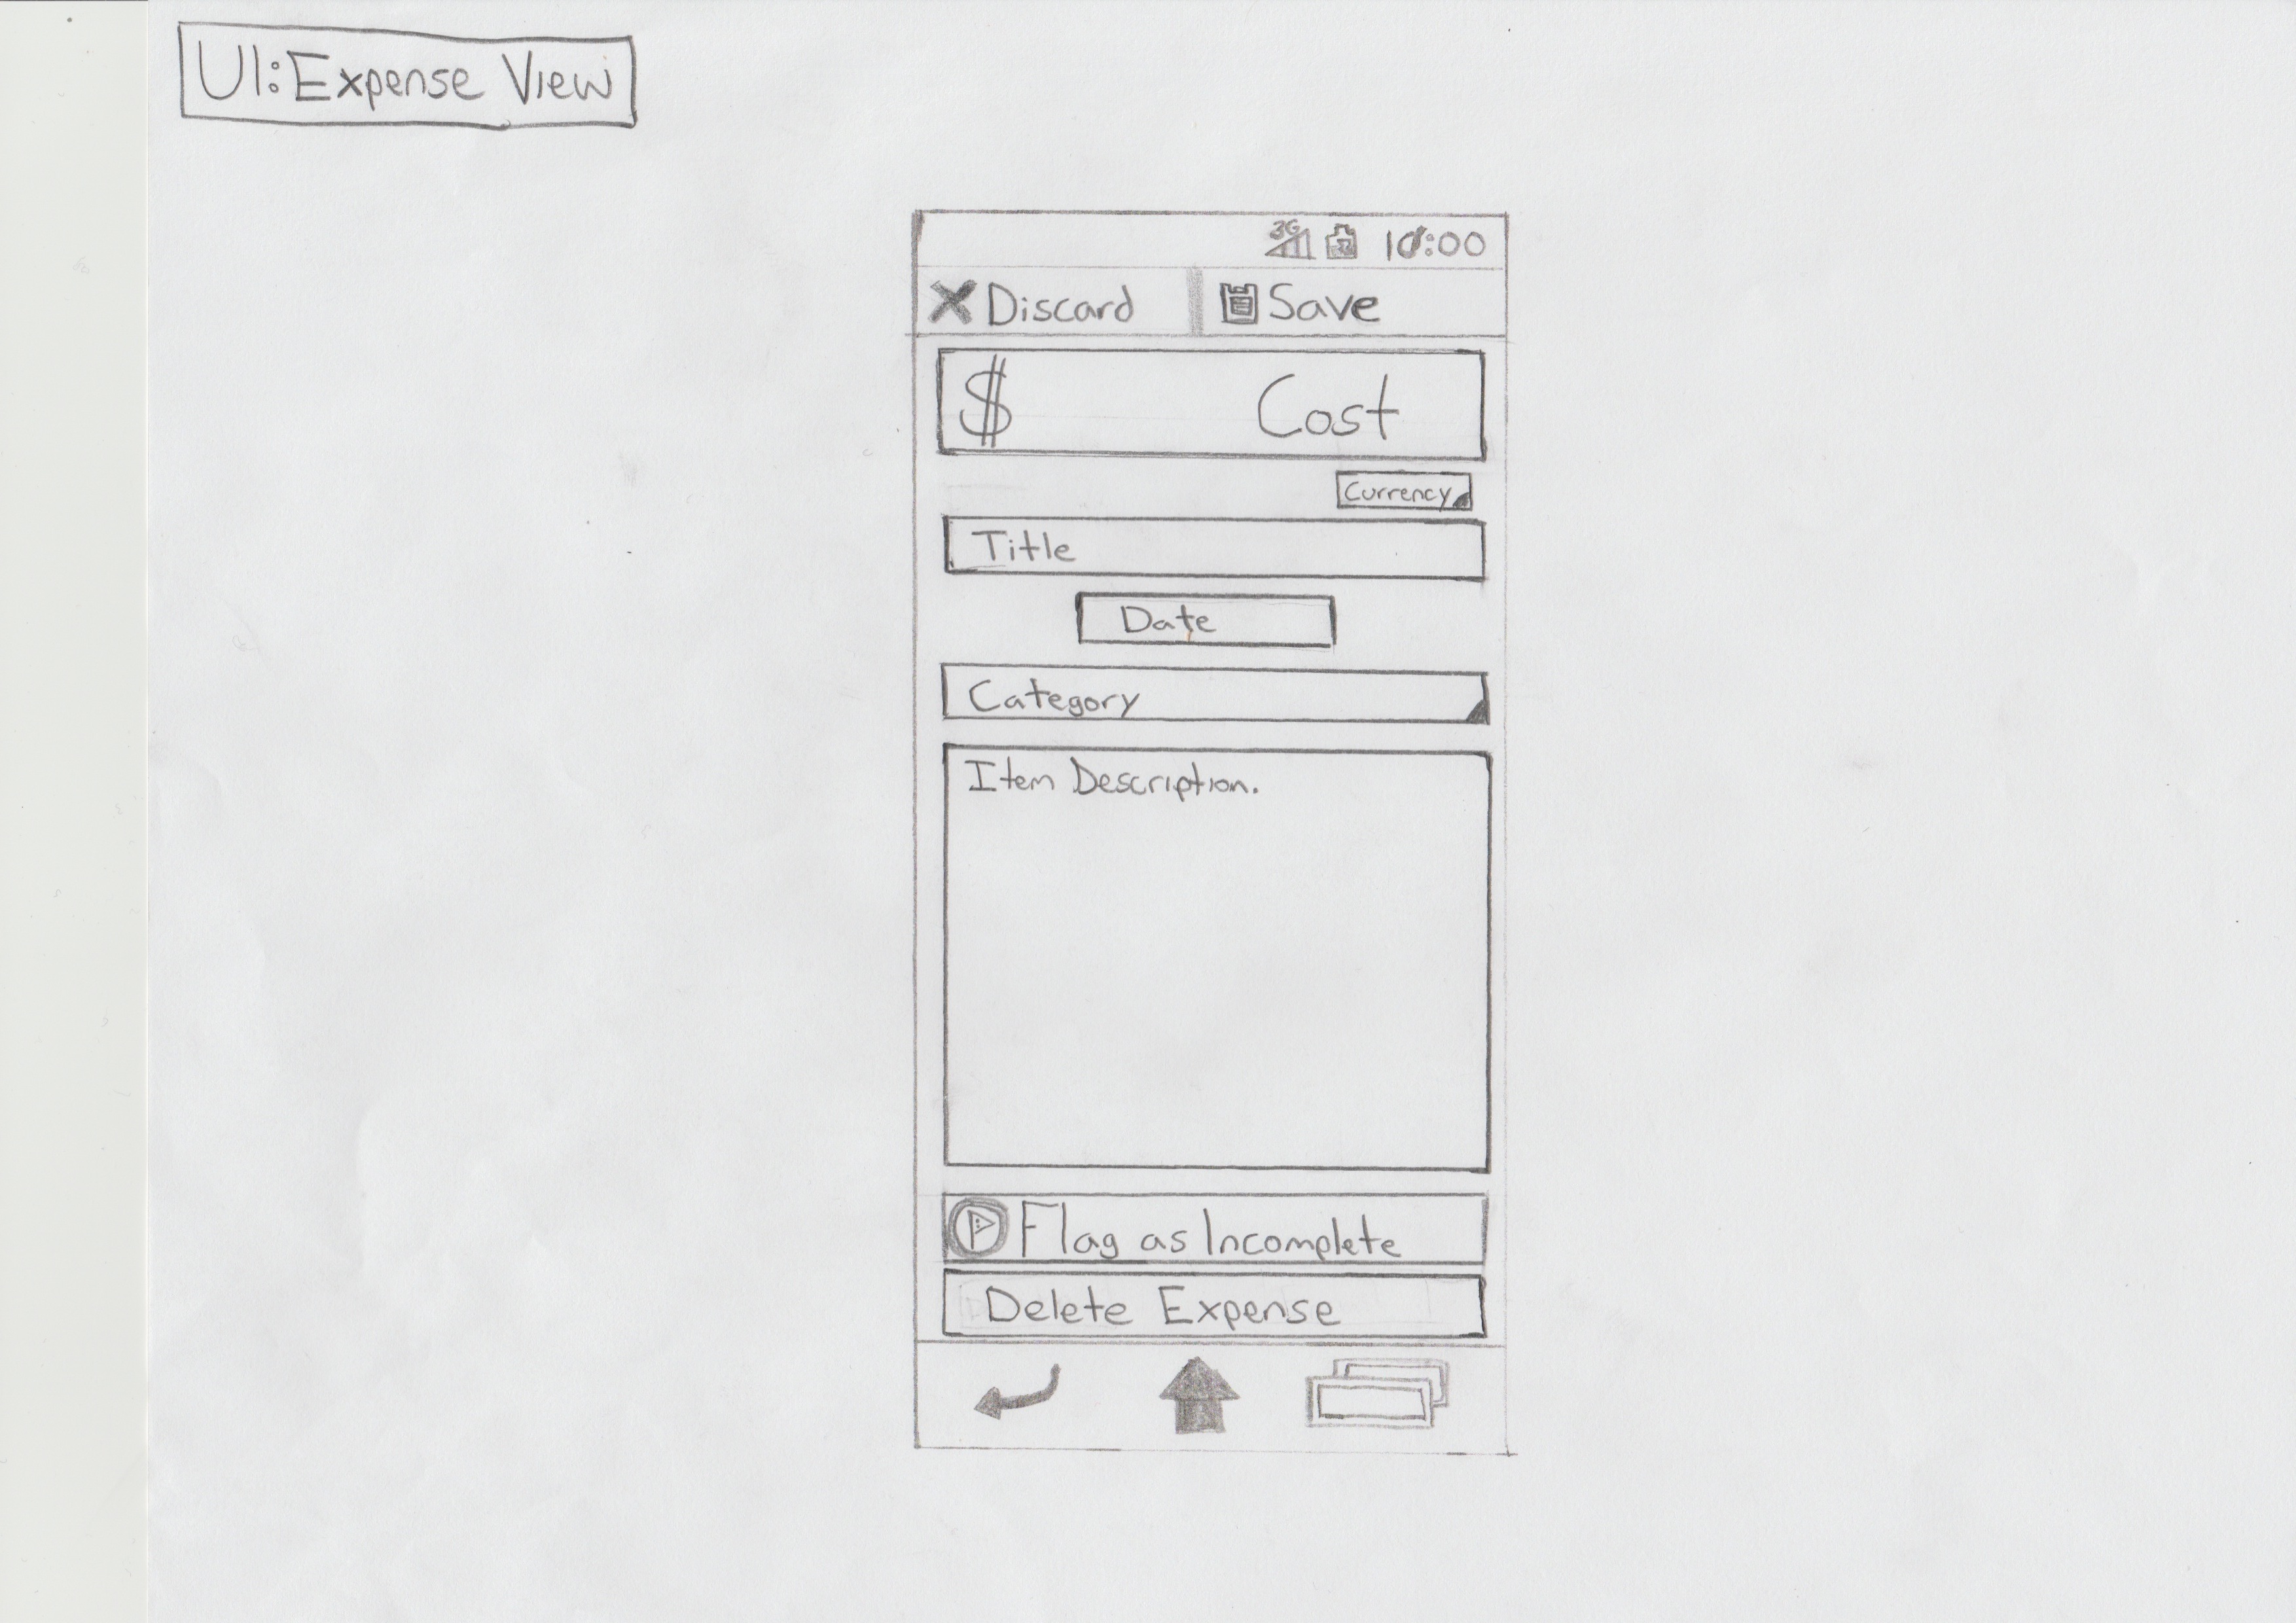 UI: Expense View
3G 10:00
Discard Save
$ Cost
Currency
Title
Date
Category
Item Description.
Flag as Incomplete
Delete Expense